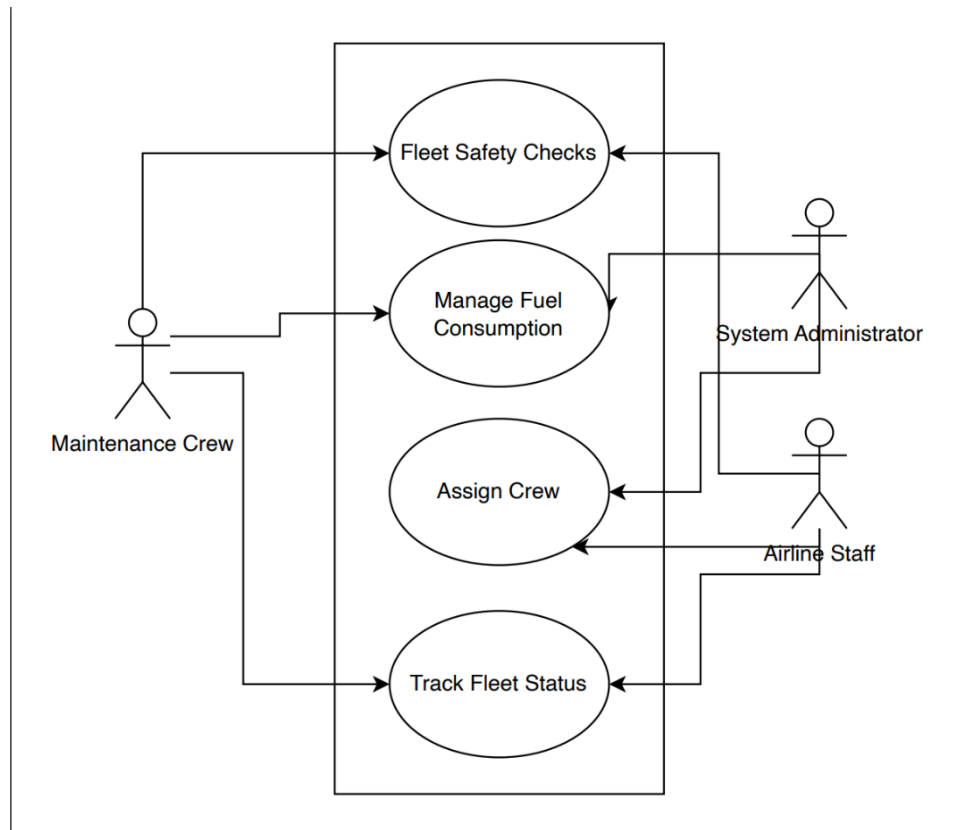 Fleet Safety Checks
Manage Fuel
Consumption
System Administrator
Maintenance Crew
Assign Crew
Airline Staff
Track Fleet Status